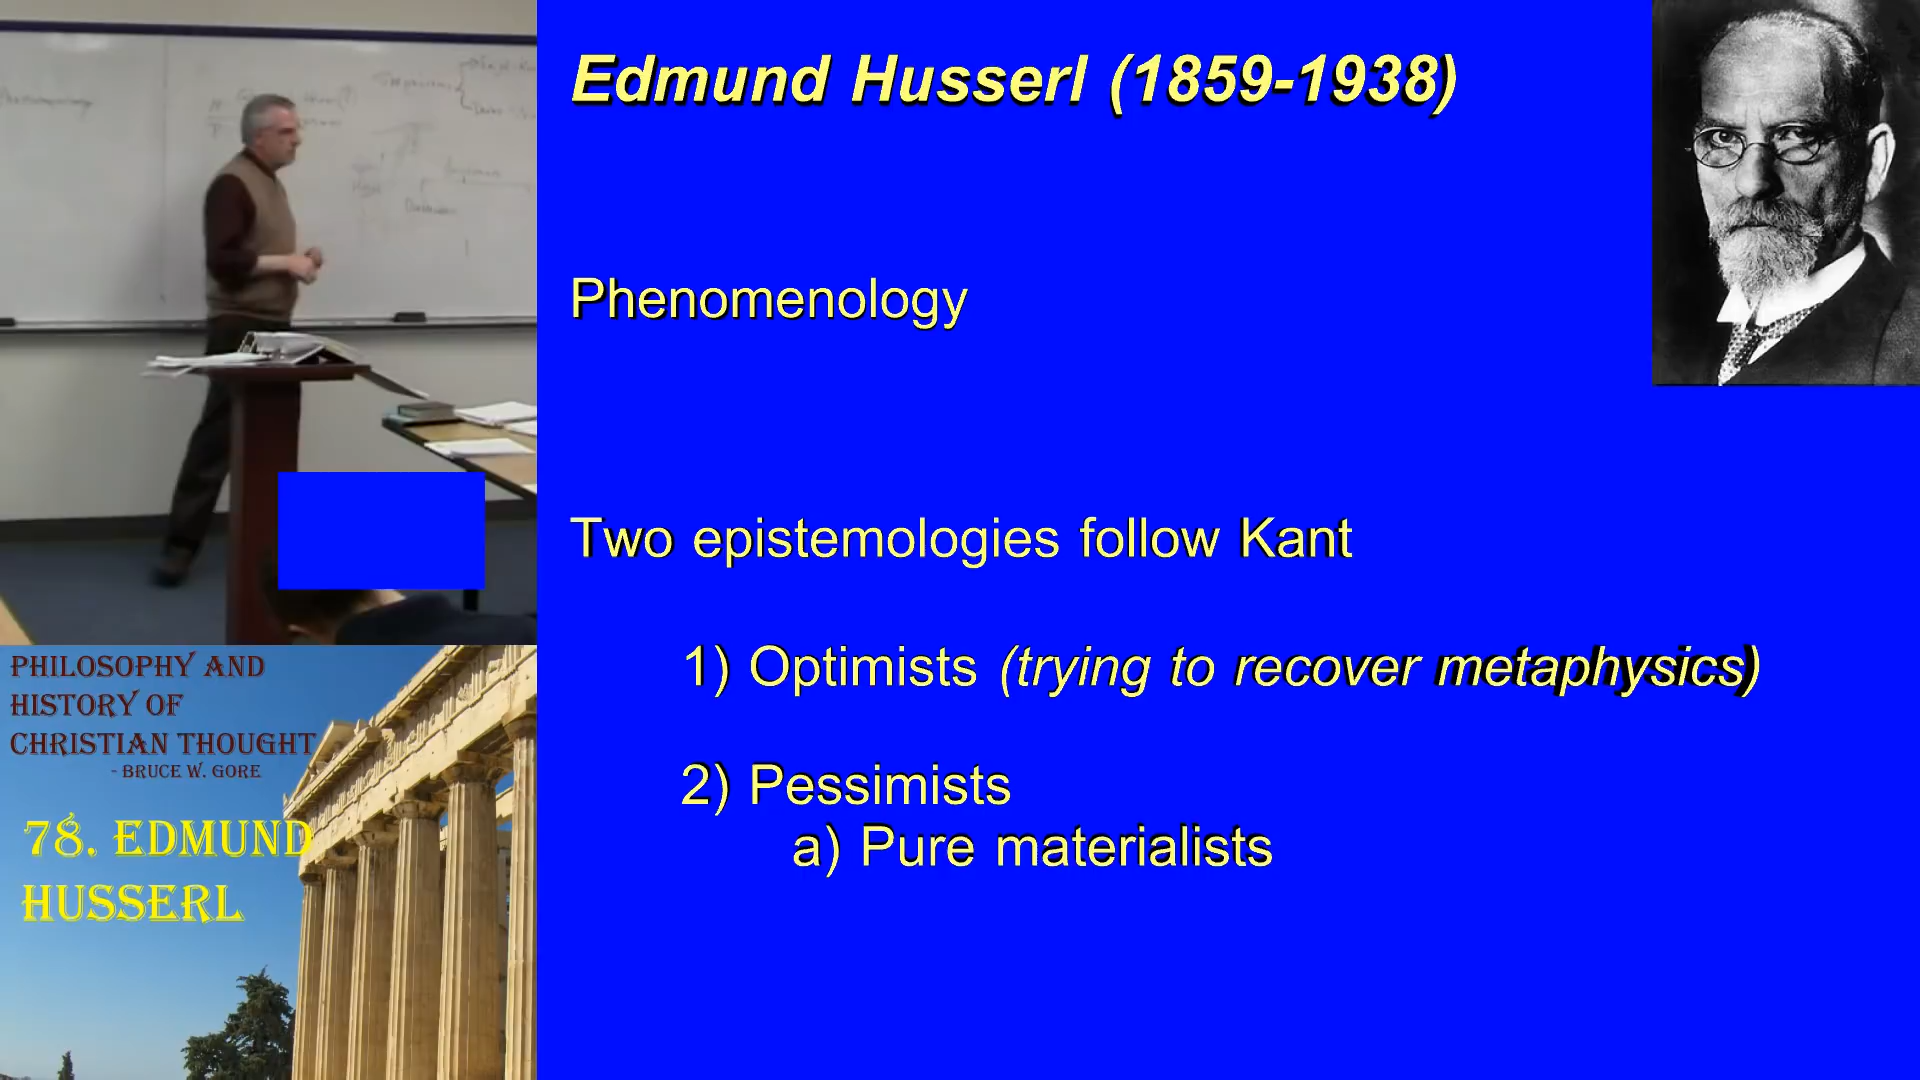 Edmund Husserl (1859-1938)
Phenomenology
Two epistemologies follow Kant
1) Optimists (trying to recover metaphysics)
2) Pessimists
a) Pure materialists
PHILOSOPHY AND
HISTORY OF
CHRISTIAN THOUGHT
- BRUCE W. GORE
78. EDMUND
HUSSERL